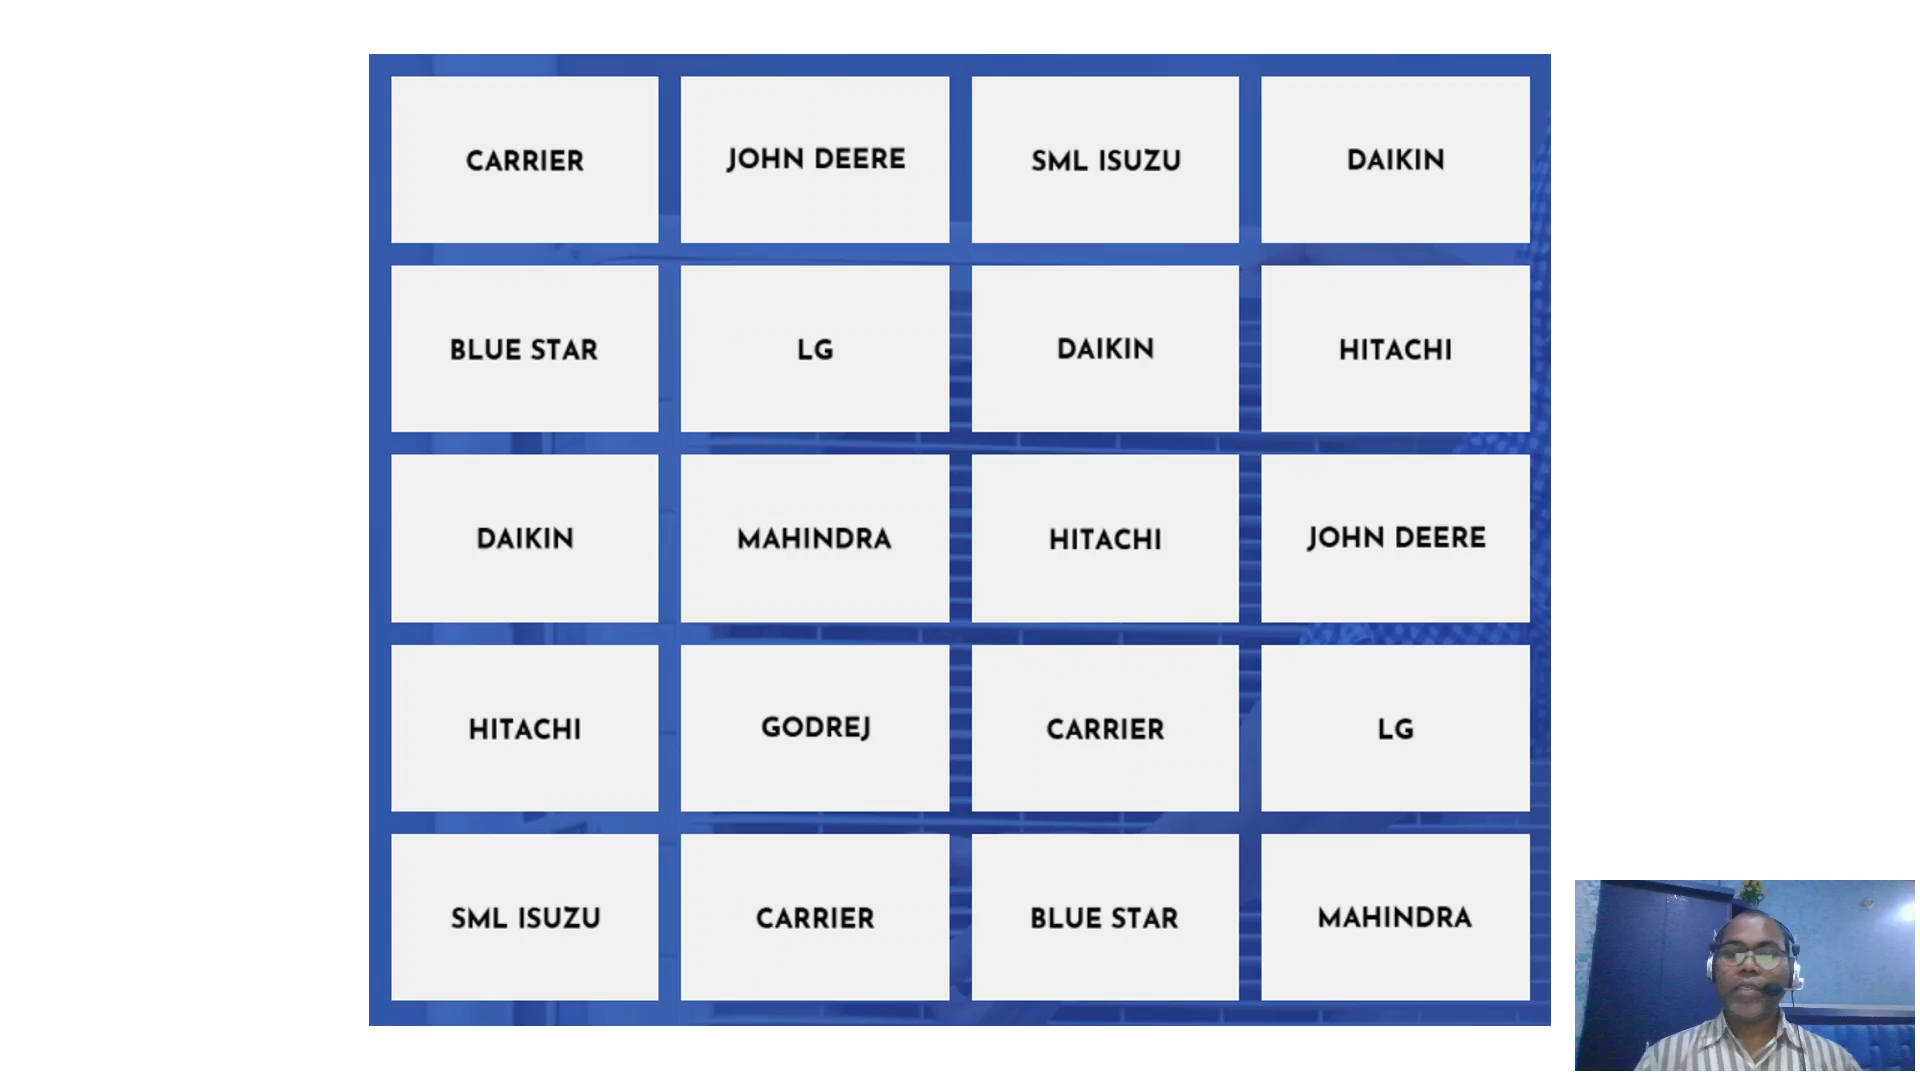 CARRIER
JOHN DEERE
SML ISUZU
DAIKIN
BLUE STAR
LG
DAIKIN
HITACHI
DAIKIN
MAHINDRA
HITACHI
JOHN DEERE
HITACHI
GODREJ
CARRIER
LG
SML ISUZU
CARRIER
BLUE STAR
MAHINDRA